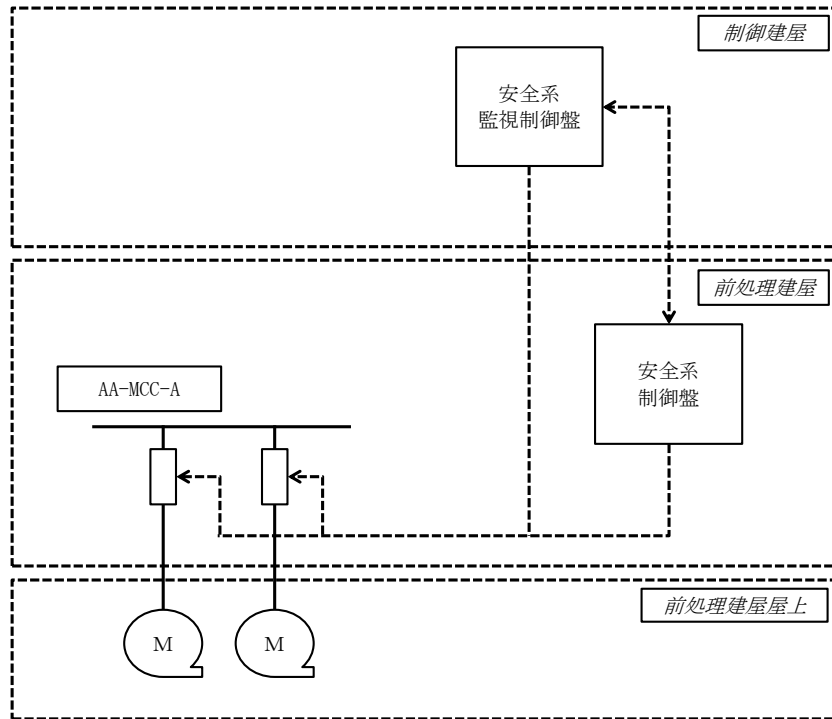 制御建屋
安全系
監視制御盤
前処理建屋
安全系
制御盤
AA-MCC-A
前処理建屋屋上
M
M